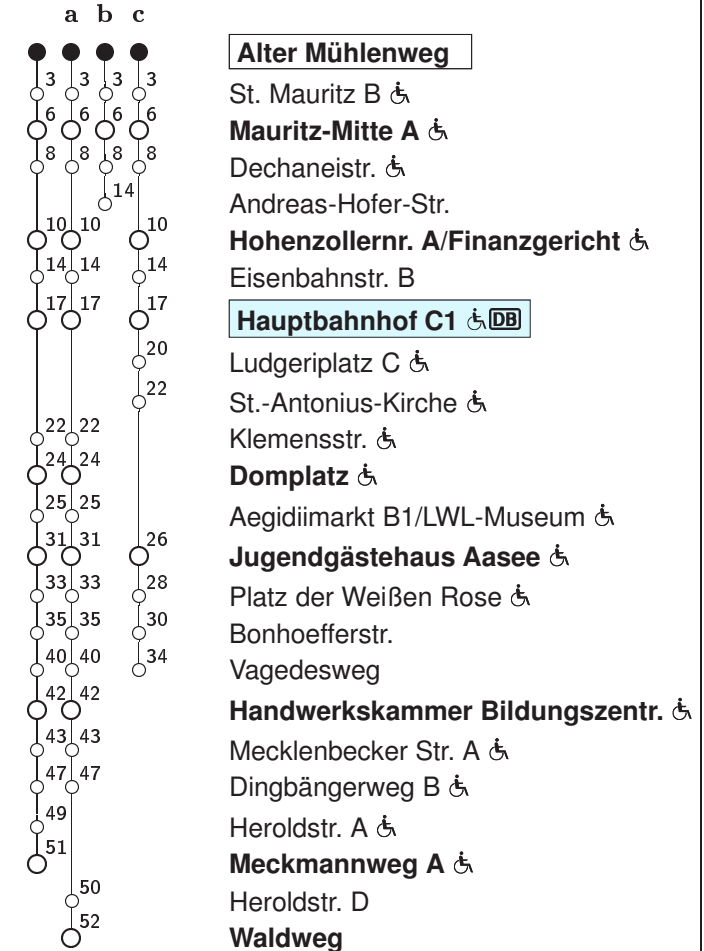 a b c
Alter Mühlenweg
3 3 3 3 St. Mauritz B
6 6 6 6 Mauritz-Mitte A
8 8 8 8 Dechaneistr.
14 Andreas-Hofer-Str.
10 10 10 Hohenzollernr. A/Finanzgericht
14 14 14 Eisenbahnstr. B
17 17 17 Hauptbahnhof C1 DB
20 Ludgeriplatz C
22 St.-Antonius-Kirche
22 22 Klemensstr.
24 24 Domplatz
25 25 Aegidiimarkt B1/LWL-Museum
31 31 26 Jugendgästehaus Aasee
33 33 28 Platz der Weißen Rose
35 35 30 Bonhoefferstr.
40 40 34 Vagedesweg
42 42 Handwerkskammer Bildungszentr.
43 43 Mecklenbecker Str. A
47 47 Dingbängerweg B
49 Heroldstr. A
51 Meckmannweg A
50 Heroldstr. D
52 Waldweg